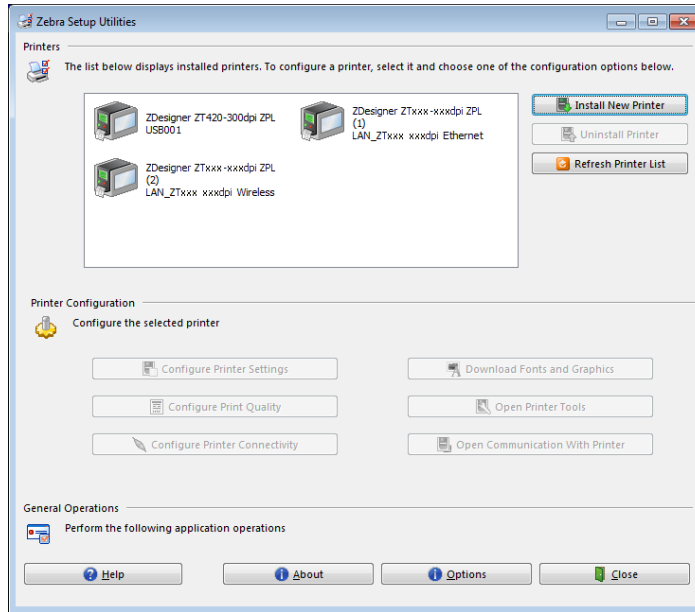 Zebra Setup Utilities
Printers
The list below displays installed printers. To configure a printer, select it and choose one of the configuration options below.
ZDesigner ZT420-300dpi ZPL
USB001
ZDesigner ZTxxx-xxxdpi ZPL
(1)
LAN_ZTxxx xxxdpi Ethernet
ZDesigner ZTxxx-xxxdpi ZPL
(2)
LAN_ZTxxx xxxdpi Wireless
Install New Printer
Uninstall Printer
Refresh Printer List
Printer Configuration
Configure the selected printer
Configure Printer Settings
Download Fonts and Graphics
Configure Print Quality
Open Printer Tools
Configure Printer Connectivity
Open Communication With Printer
General Operations
Perform the following application operations
Help
About
Options
Close